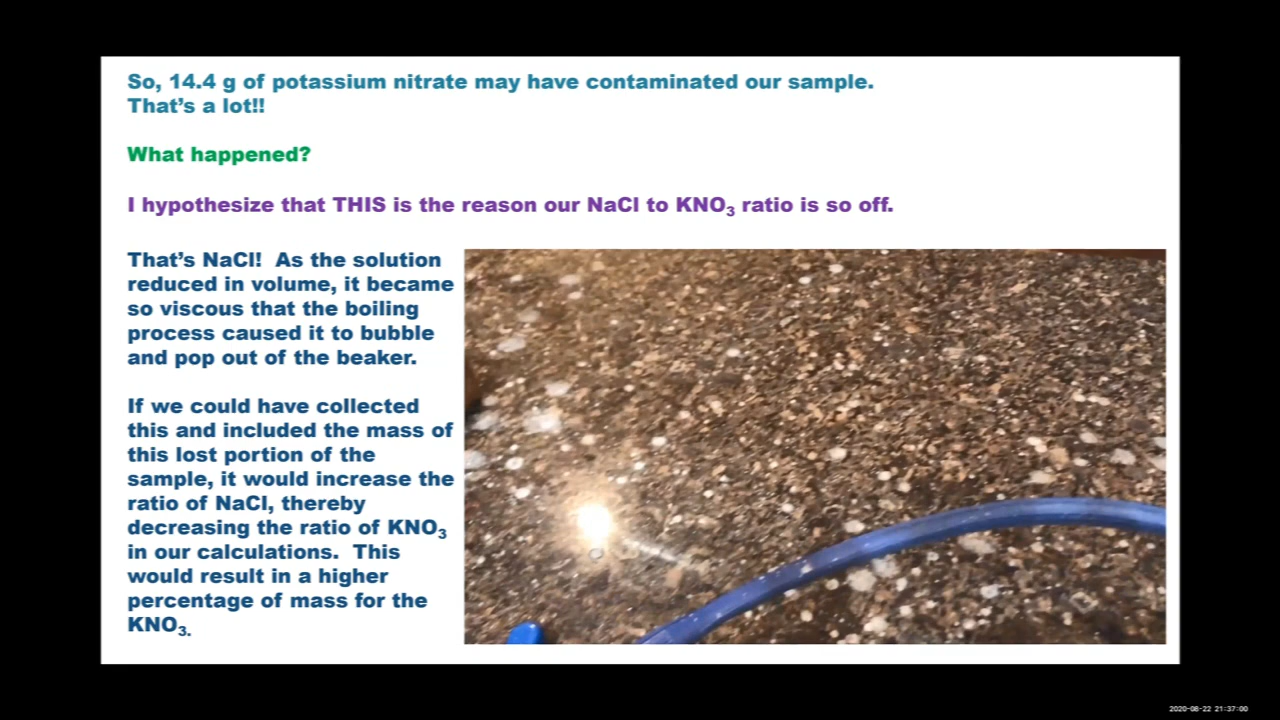 So, 14.4 g of potassium nitrate may have contaminated our sample.
That’s a lot!!
What happened?
I hypothesize that THIS is the reason our NaCl to KNO₃ ratio is so off.
That’s NaCl!  As the solution
reduced in volume, it became
so viscous that the boiling
process caused it to bubble
and pop out of the beaker.
If we could have collected
this and included the mass of
this lost portion of the
sample, it would increase the
ratio of NaCl, thereby
decreasing the ratio of KNO₃
in our calculations.  This
would result in a higher
percentage of mass for the
KNO₃.
2020-08-22 21:37:00